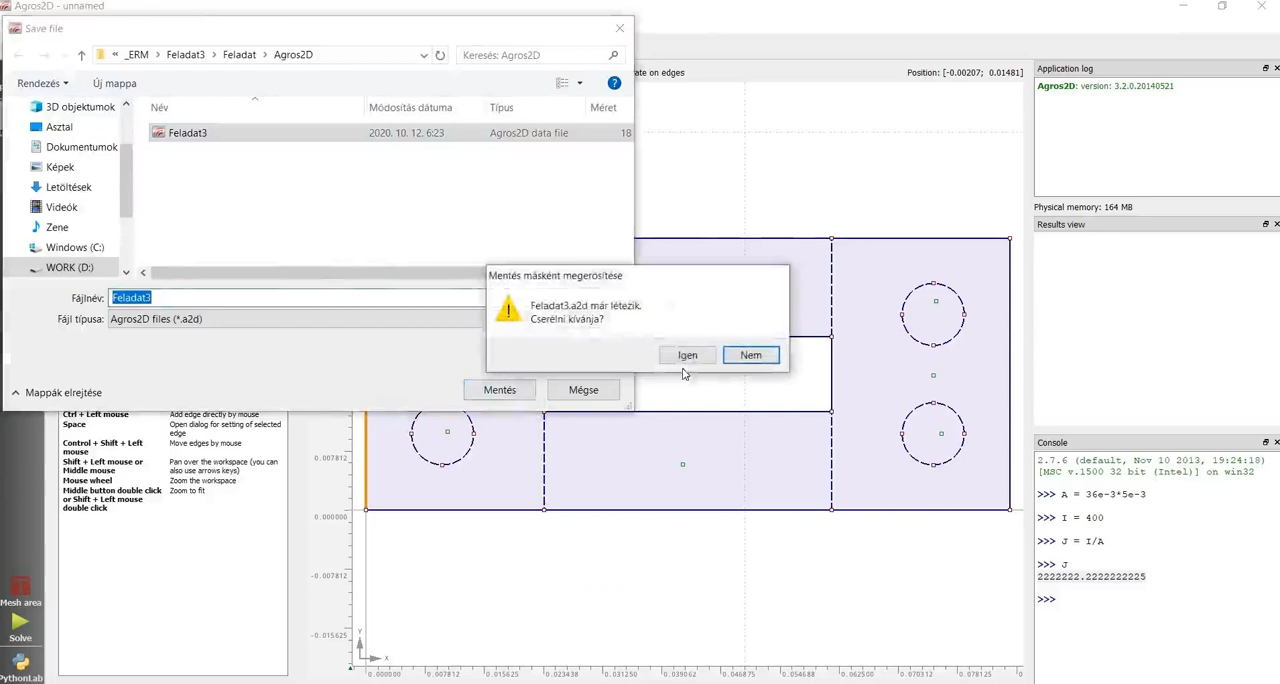 Agros2D - unnamed
Save file
« _ERM > Feladat3 > Feladat > Agros2D
Keresés: Agros2D
Rendezés
Új mappa
Név
Módosítás dátuma
Típus
Méret
3D objektumok
Asztal
Dokumentumok
Képek
Letöltések
Videók
Zene
Windows (C:)
WORK (D:)
Feladat3
2020. 10. 12. 6:23
Agros2D data file
18
Fájlnév:
Feladat3
Fájl típusa:
Agros2D files (*.a2d)
Mappák elrejtése
Mentés
Mégse
Mentés másként megerősítése
Feladat3.a2d már létezik.
Cserélni kívánja?
Igen
Nem
rate on edges
Position: [-0.00207; 0.01481]
Application log
Agros2D: version: 3.2.0.20140521
Physical memory: 164 MB
Results view
Console
2.7.6 (default, Nov 10 2013, 19:24:18)
[MSC v.1500 32 bit (Intel)] on win32
>>> A = 36e-3*5e-3
>>> I = 400
>>> J = I/A
>>> J
2222222.2222222225
>>>
Ctrl + Left mouse
Add edge directly by mouse
Space
Open dialog for setting of selected
edge
Control + Shift + Left
mouse
Move edges by mouse
Shift + Left mouse or
Middle mouse
Pan over the workspace (you can
also use arrows keys)
Mouse wheel
Zoom the workspace
Middle button double click
or Shift + Left mouse
double click
Zoom to fit
Mesh area
Solve
PythonLab
0.007812
0.000000
-0.007812
-0.015625
Y
X
0.000000
0.007812
0.015625
0.023438
0.031250
0.039062
0.046875
0.054688
0.062500
0.070312
0.078125